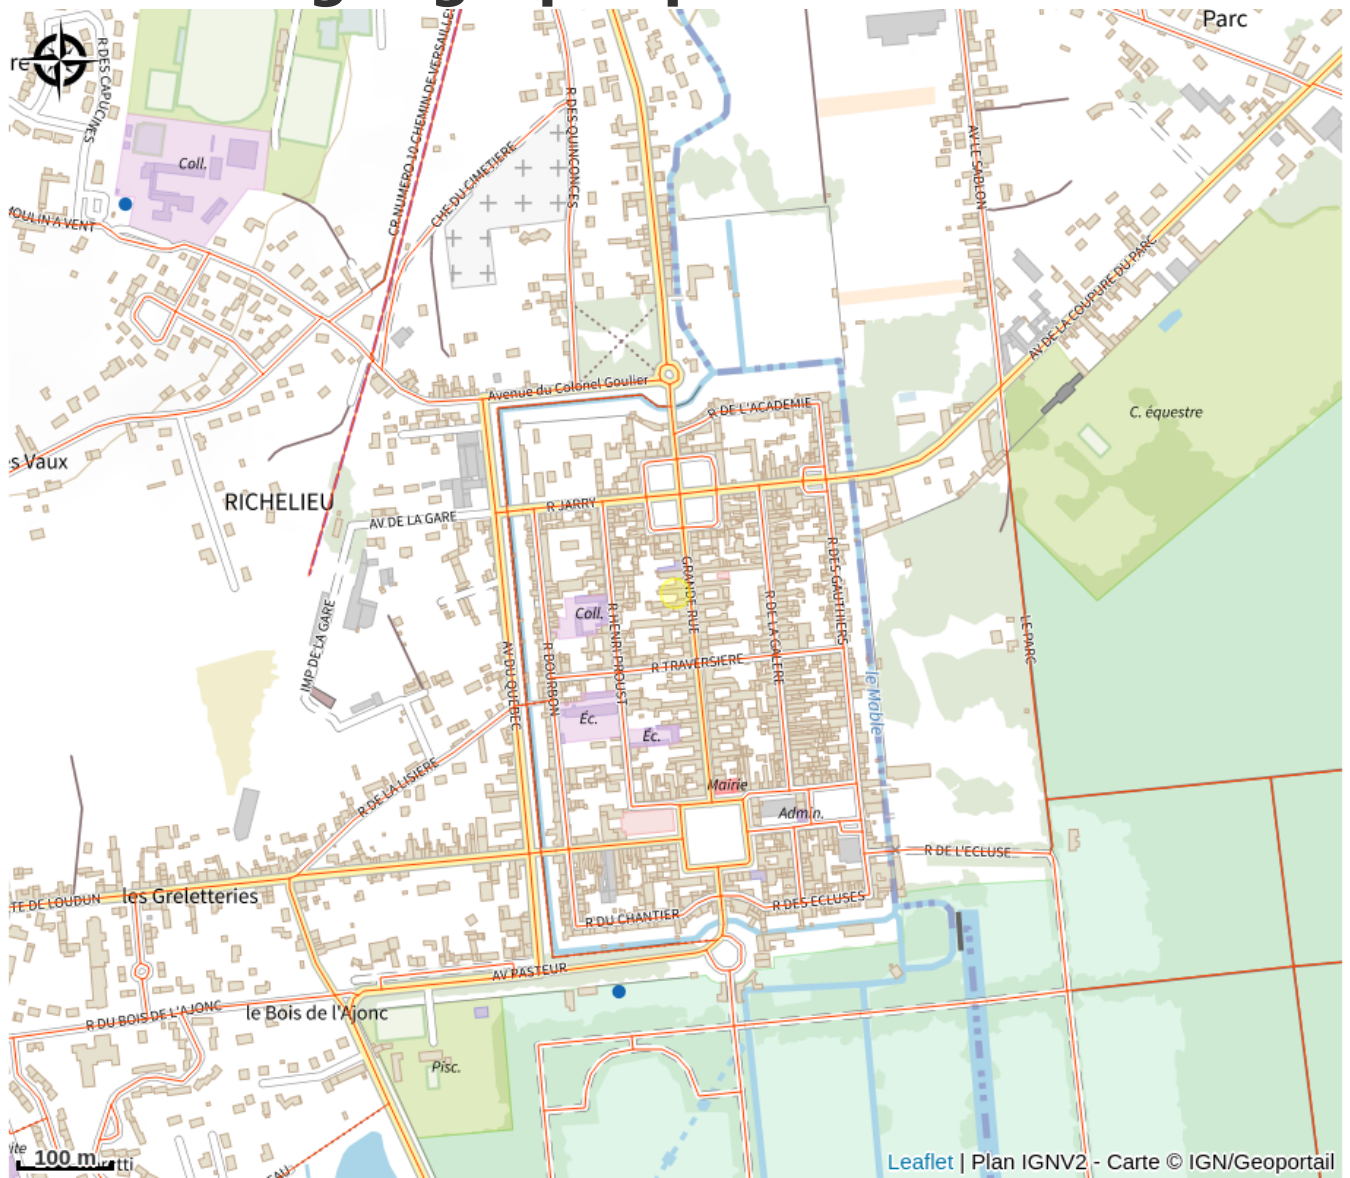 Parc
R DES CAPUCINES
CR NUMERO 10 CHEMIN DE VERSAILLES
R DES QUINCONCES
CHE DU CIMETIERE
AV LE SABLON
Coll.
MOULIN A VENT
AV DE LA COUPURE DU PARC
Avenue du Colonel Goulier
R DE L'ACADEMIE
C. équestre
s Vaux
RICHELIEU
R JARRY
AV DE LA GARE
GRANDE RUE
R DES GAUTHIERS
Coll.
R HENRI PROUST
R DE LA GALERE
IMP DE LA GARE
LE PARC
AV DU QUEBEC
R BOURBON
R TRAVERSIERE
le Mable
Éc.
Éc.
R DE LA LISIERE
Mairie
Admin.
R DE L'ECLUSE
les Greletteries
TE DE LOUDUN
R DU CHANTIER
R DES ECLUSES
AV PASTEUR
R DU BOIS DE L'AJONC
le Bois de l'Ajonc
Pisc.
100 m
Leaflet | Plan IGNV2 - Carte © IGN/Geoportail